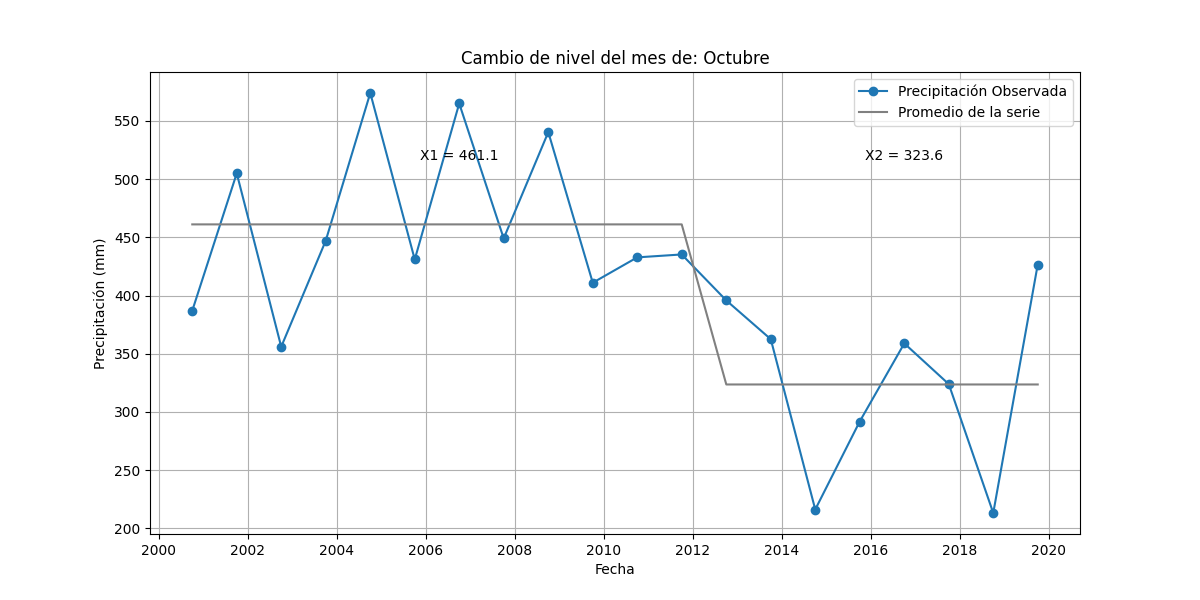 Cambio de nivel del mes de: Octubre
Precipitación Observada
Promedio de la serie
X1 = 461.1
X2 = 323.6
Precipitación (mm)
550
500
450
400
350
300
250
200
2000 2002 2004 2006 2008 2010 2012 2014 2016 2018 2020
Fecha